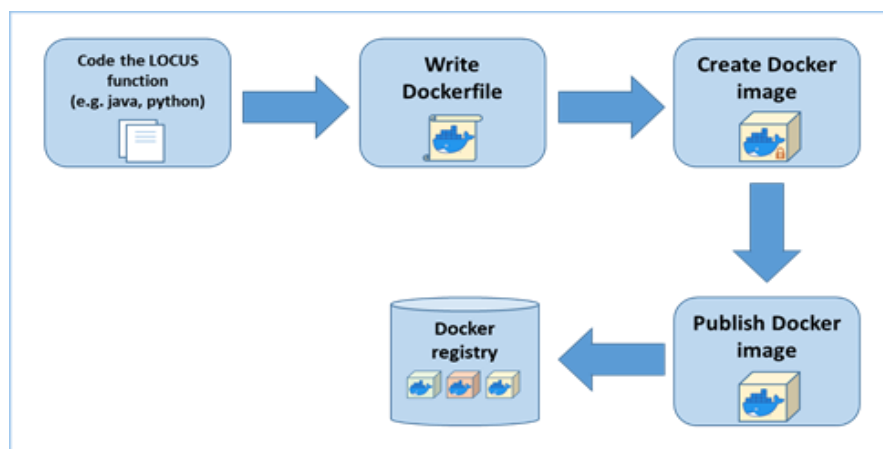 Code the LOCUS
function
(e.g. java, python)
Write
Dockerfile
Create Docker
image
Docker
registry
Publish Docker
image